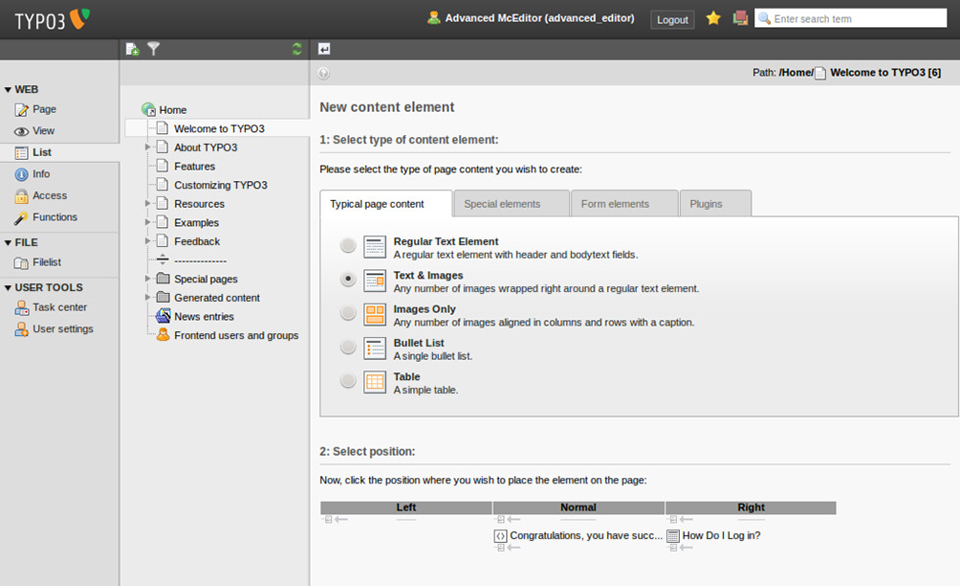 TYPO3
Advanced McEditor (advanced_editor)
Logout
Enter search term
Path: /Home/ Welcome to TYPO3 [6]
WEB
Page
View
List
Info
Access
Functions
FILE
Filelist
USER TOOLS
Task center
User settings
Home
Welcome to TYPO3
About TYPO3
Features
Customizing TYPO3
Resources
Examples
Feedback
--------------
Special pages
Generated content
News entries
Frontend users and groups
New content element
1: Select type of content element:
Please select the type of page content you wish to create:
Typical page content Special elements Form elements Plugins
Regular Text Element
A regular text element with header and bodytext fields.
Text & Images
Any number of images wrapped right around a regular text element.
Images Only
Any number of images aligned in columns and rows with a caption.
Bullet List
A single bullet list.
Table
A simple table.
2: Select position:
Now, click the position where you wish to place the element on the page:
Left Normal Right
Congratulations, you have succ... How Do I Log in?